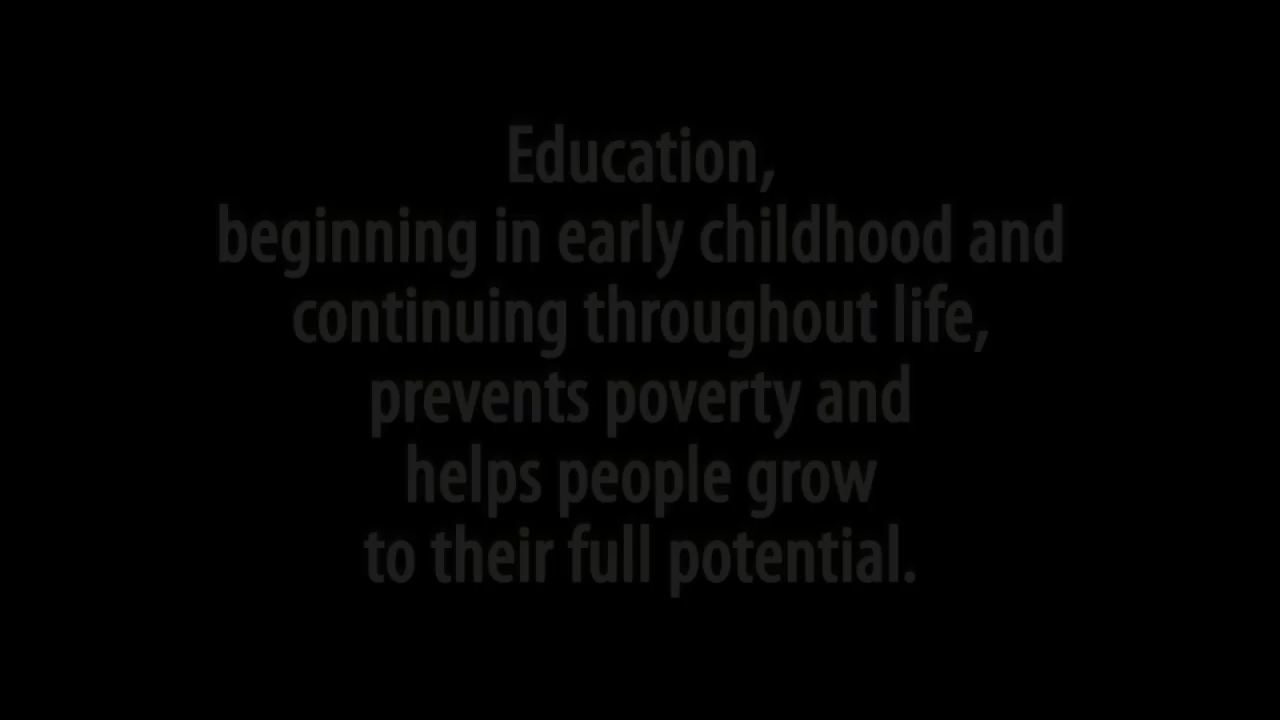 Education,
beginning in early childhood and
continuing throughout life,
prevents poverty and
helps people grow
to their full potential.